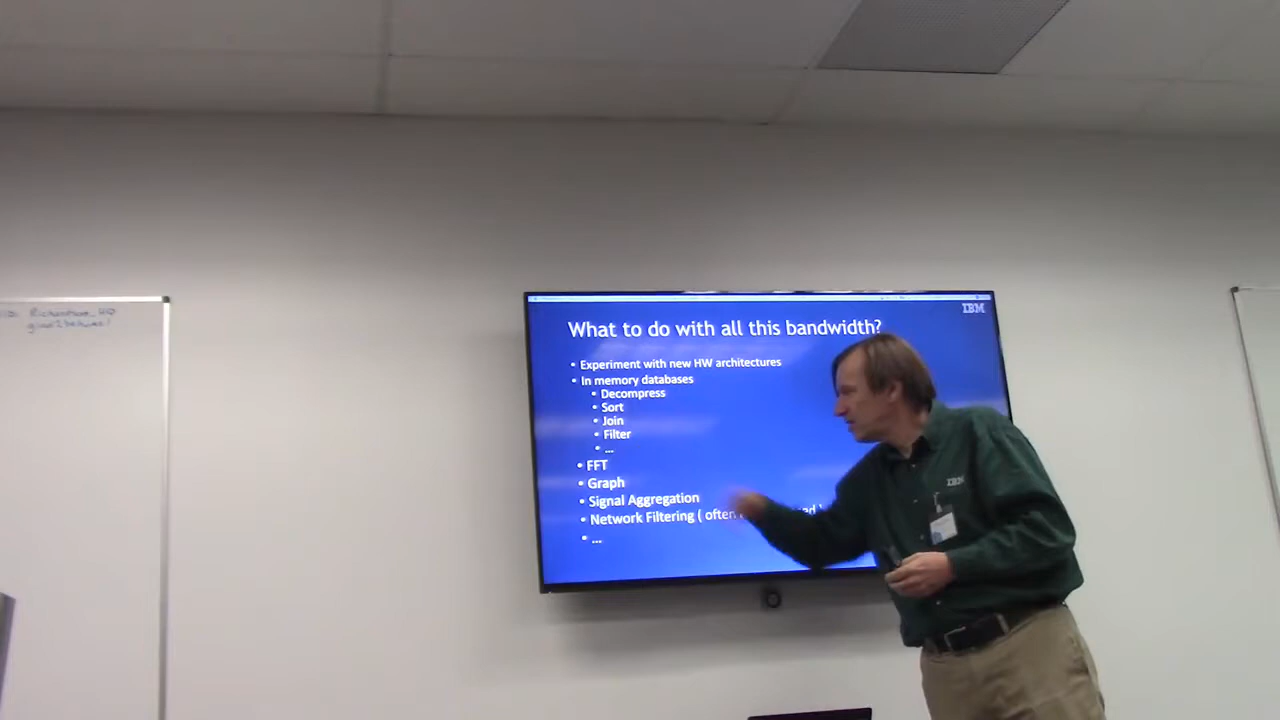 IBM
What to do with all this bandwidth?
• Experiment with new HW architectures
• In memory databases
• Decompress
• Sort
• Join
• Filter
• ...
• FFT
• Graph
• Signal Aggregation
• Network Filtering ( often
• ...
IBM